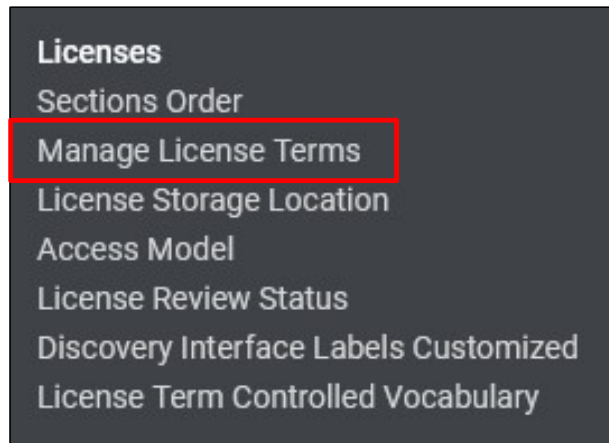 Licenses
Sections Order
Manage License Terms
License Storage Location
Access Model
License Review Status
Discovery Interface Labels Customized
License Term Controlled Vocabulary